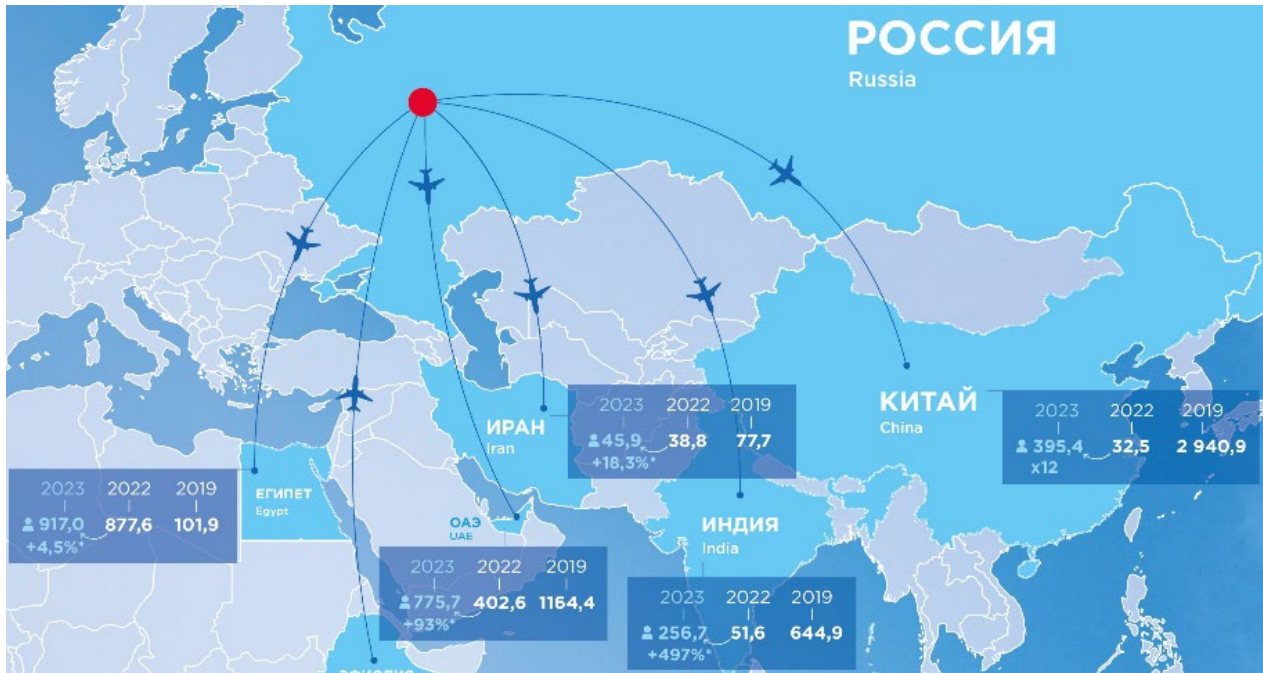 РОССИЯ
Russia
ИРАН
Iran
2023 2022 2019
45,9 38,8 77,7
+18,3%*
КИТАЙ
China
2023 2022 2019
395,4 32,5 2 940,9
x12
ЕГИПЕТ
Egypt
2023 2022 2019
917,0 877,6 101,9
+4,5%*
ОАЭ
UAE
2023 2022 2019
775,7 402,6 1164,4
+93%*
ИНДИЯ
India
2023 2022 2019
256,7 51,6 644,9
+497%*